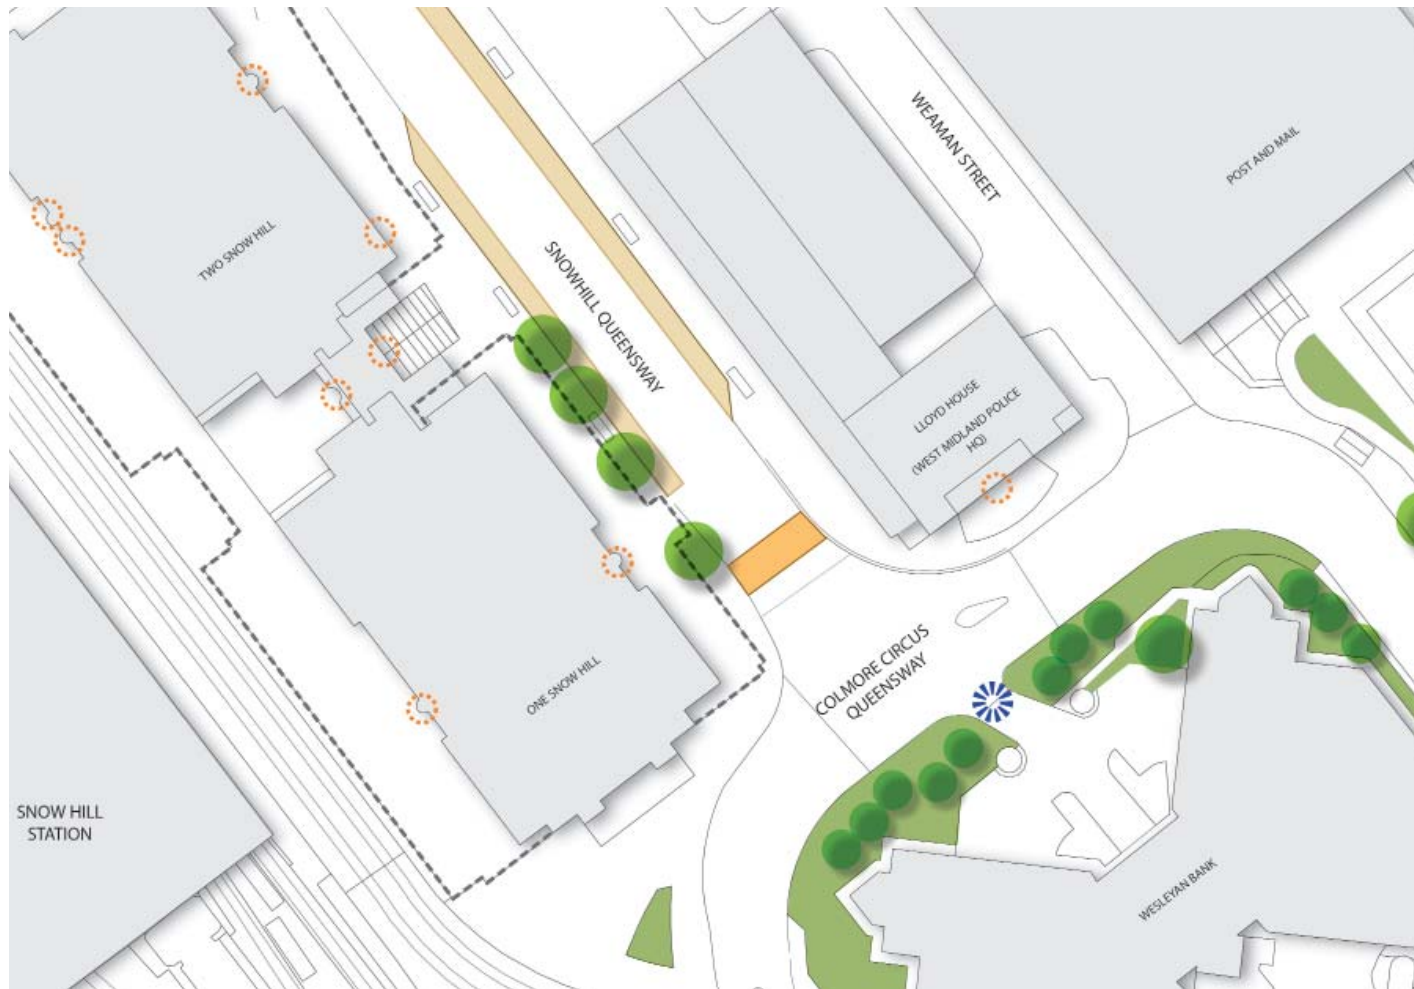 WEAMAN STREET
POST AND MAIL
TWO SNOW HILL
SNOWHILL QUEENSWAY
LLOYD HOUSE
(WEST MIDLAND POLICE
HQ)
COLMORE CIRCUS
QUEENSWAY
ONE SNOW HILL
SNOW HILL
STATION
WESLEYAN BANK